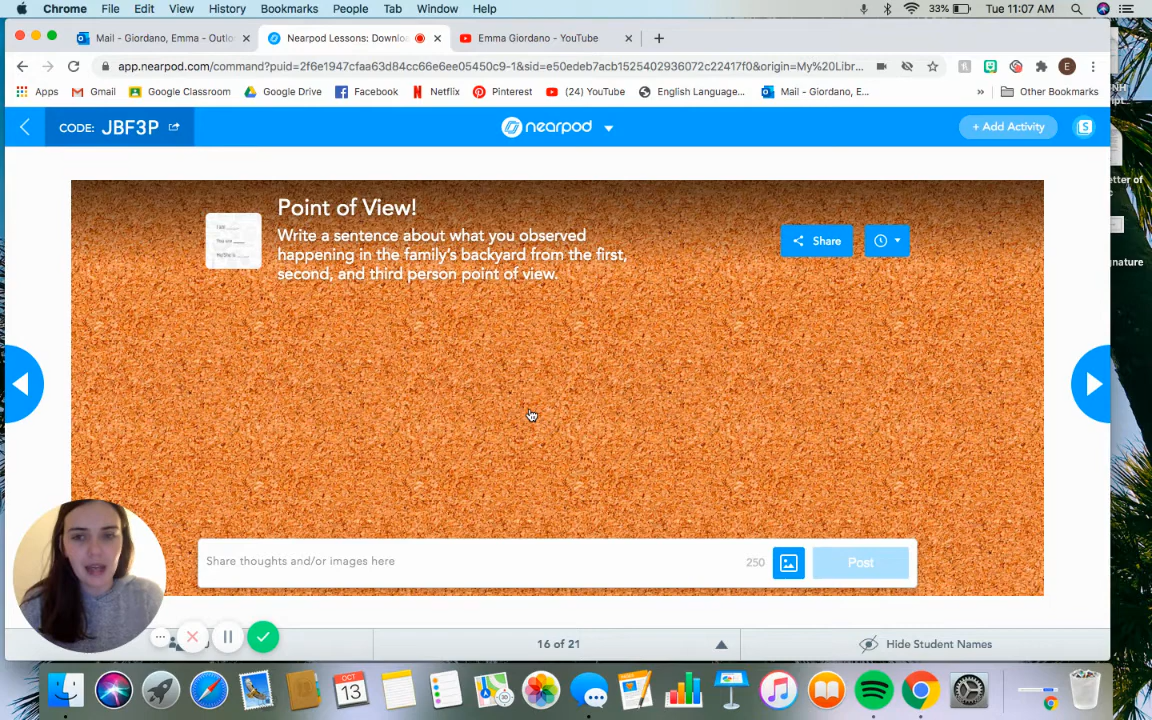 Chrome File Edit View History Bookmarks People Tab Window Help 33% Tue 11:07 AM
Mail - Giordano, Emma - Outlo Nearpod Lessons: Downlo Emma Giordano - YouTube
app.nearpod.com/command?puid=2f6e1947cfaa63d84cc66e6ee05450c9-1&sid=e50edeb7acb1525402936072c22417f0&origin=My%20Libr... E
Apps Gmail Google Classroom Google Drive Facebook Netflix Pinterest (24) YouTube English Language... Mail - Giordano, E... » Other Bookmarks
CODE: JBF3P nearpod + Add Activity S
etter of
gnature
Point of View!
Write a sentence about what you observed
happening in the family's backyard from the first,
second, and third person point of view.
Share
Share thoughts and/or images here 250 Post
16 of 21 Hide Student Names
OCT
13